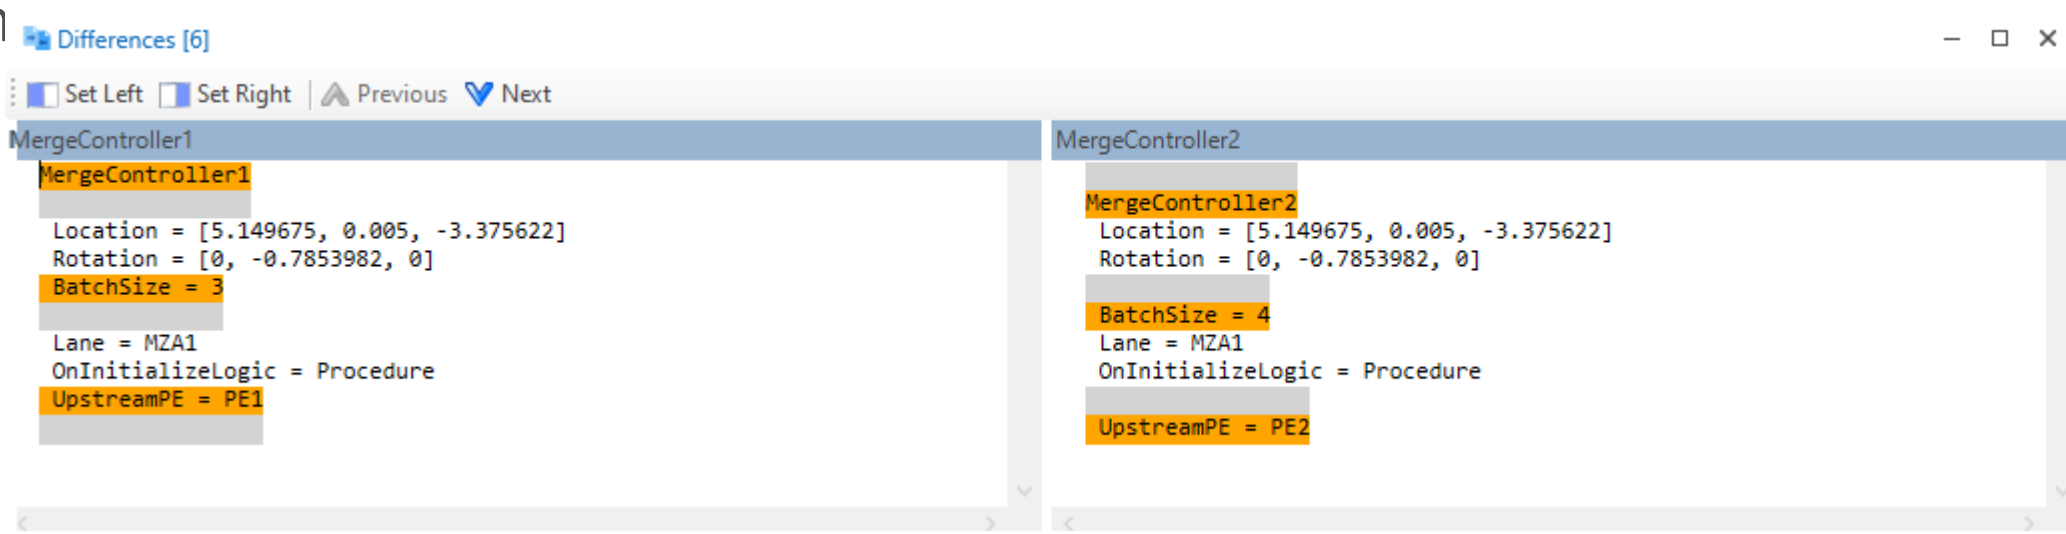 Differences [6]
Set Left Set Right Previous Next
MergeController1
MergeController1
Location = [5.149675, 0.005, -3.375622]
Rotation = [0, -0.7853982, 0]
BatchSize = 3
Lane = MZA1
OnInitializeLogic = Procedure
UpstreamPE = PE1
MergeController2
MergeController2
Location = [5.149675, 0.005, -3.375622]
Rotation = [0, -0.7853982, 0]
BatchSize = 4
Lane = MZA1
OnInitializeLogic = Procedure
UpstreamPE = PE2